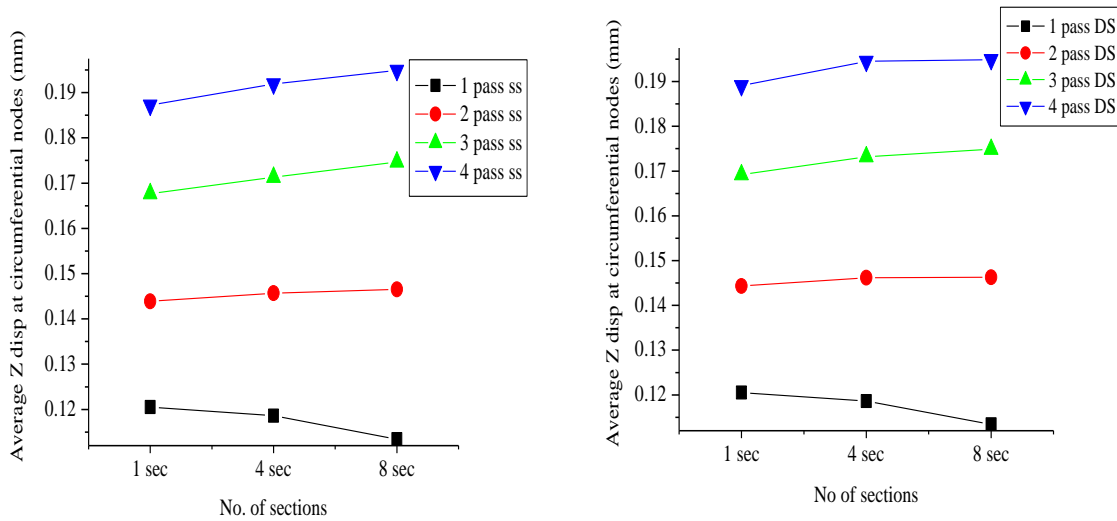 Average Z disp at circumferential nodes (mm)
0.19
0.18
0.17
0.16
0.15
0.14
0.13
0.12
1 sec
4 sec
8 sec
No. of sections
1 pass ss
2 pass ss
3 pass ss
4 pass ss
Average Z disp at circumferential nodes (mm)
0.19
0.18
0.17
0.16
0.15
0.14
0.13
0.12
1 sec
4 sec
8 sec
No of sections
1 pass DS
2 pass DS
3 pass DS
4 pass DS